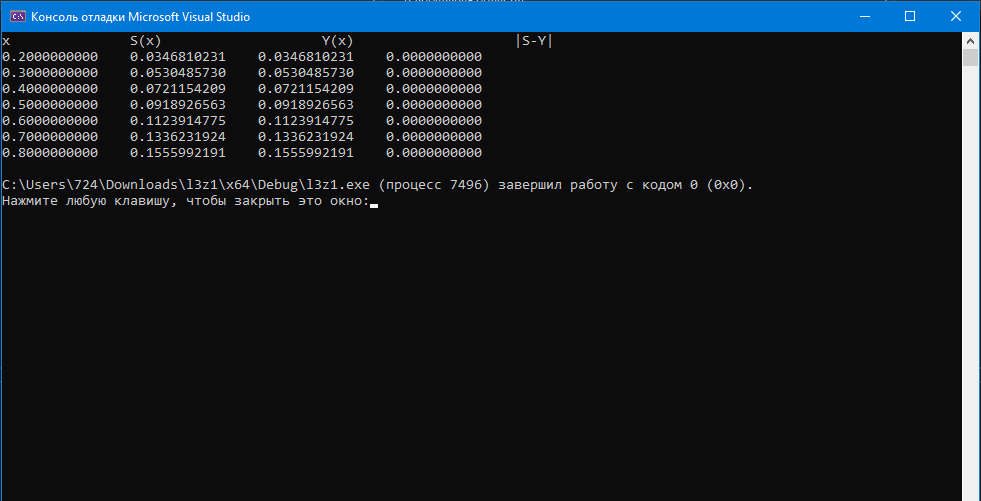 Консоль отладки Microsoft Visual Studio
x S(x) Y(x) |S-Y|
0.2000000000 0.0346810231 0.0346810231 0.0000000000
0.3000000000 0.0530485730 0.0530485730 0.0000000000
0.4000000000 0.0721154209 0.0721154209 0.0000000000
0.5000000000 0.0918926563 0.0918926563 0.0000000000
0.6000000000 0.1123914775 0.1123914775 0.0000000000
0.7000000000 0.1336231924 0.1336231924 0.0000000000
0.8000000000 0.1555992191 0.1555992191 0.0000000000
C:\Users\724\Downloads\l3z1\x64\Debug\l3z1.exe (процесс 7496) завершил работу с кодом 0 (0x0).
Нажмите любую клавишу, чтобы закрыть это окно: